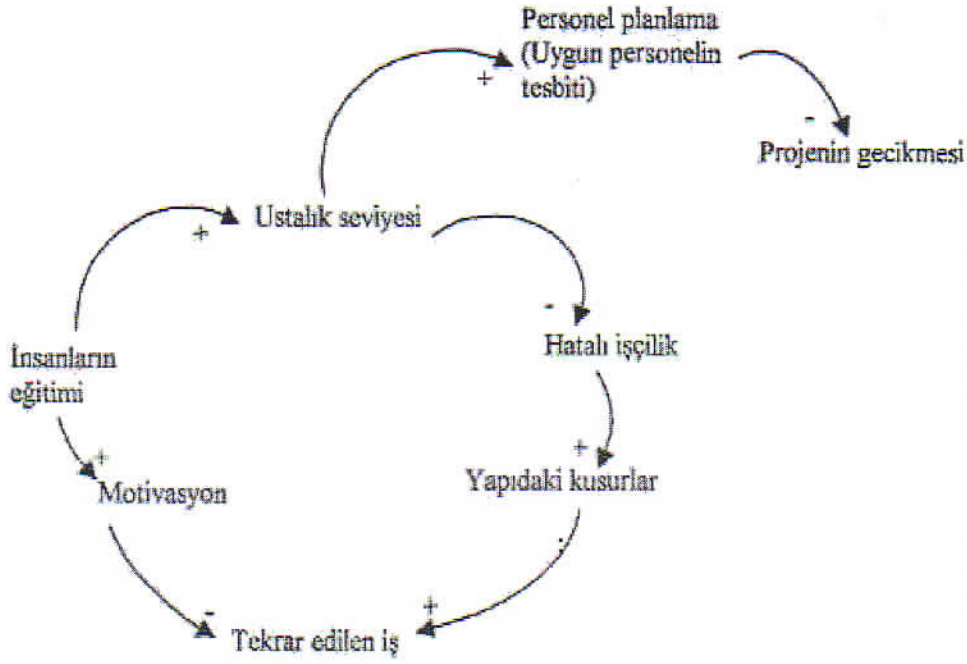 Personel planlama
(Uygun personelin
tesbiti)
+
-
Projenin gecikmesi
Ustalık seviyesi
+
-
Hatalı işçilik
İnsanların
eğitimi
+
+
Motivasyon
Yapıdaki kusurlar
-
+
Tekrar edilen iş